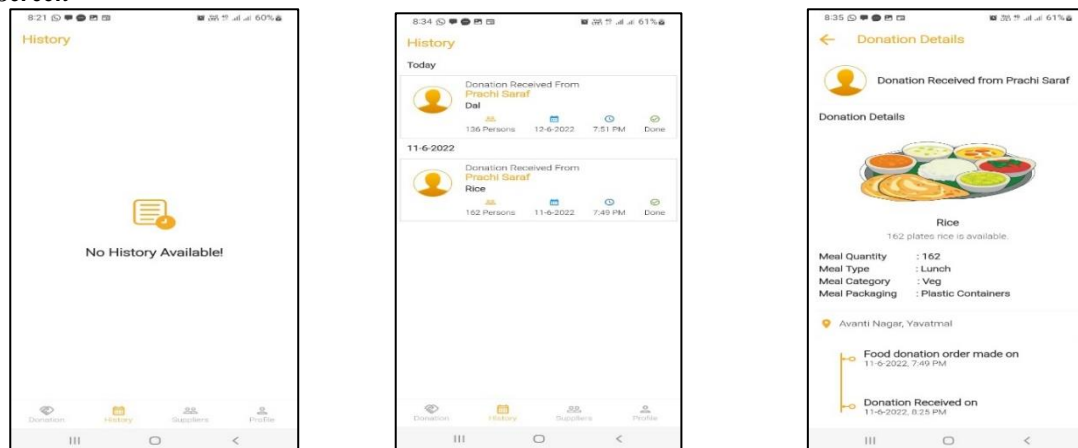 8:21 60%
History
No History Available!
Donation History Suppliers Profile
8:34 61%
History
Today
Donation Received From
Prachi Saraf
Dal
136 Persons 12-6-2022 7:51 PM Done
11-6-2022
Donation Received From
Prachi Saraf
Rice
162 Persons 11-6-2022 7:49 PM Done
Donation History Suppliers Profile
8:35 61%
Donation Details
Donation Received from Prachi Saraf
Donation Details
Rice
162 plates rice is available.
Meal Quantity : 162
Meal Type : Lunch
Meal Category : Veg
Meal Packaging : Plastic Containers
Avanti Nagar, Yavatmal
Food donation order made on
11-6-2022, 7:49 PM
Donation Received on
11-6-2022, 8:25 PM